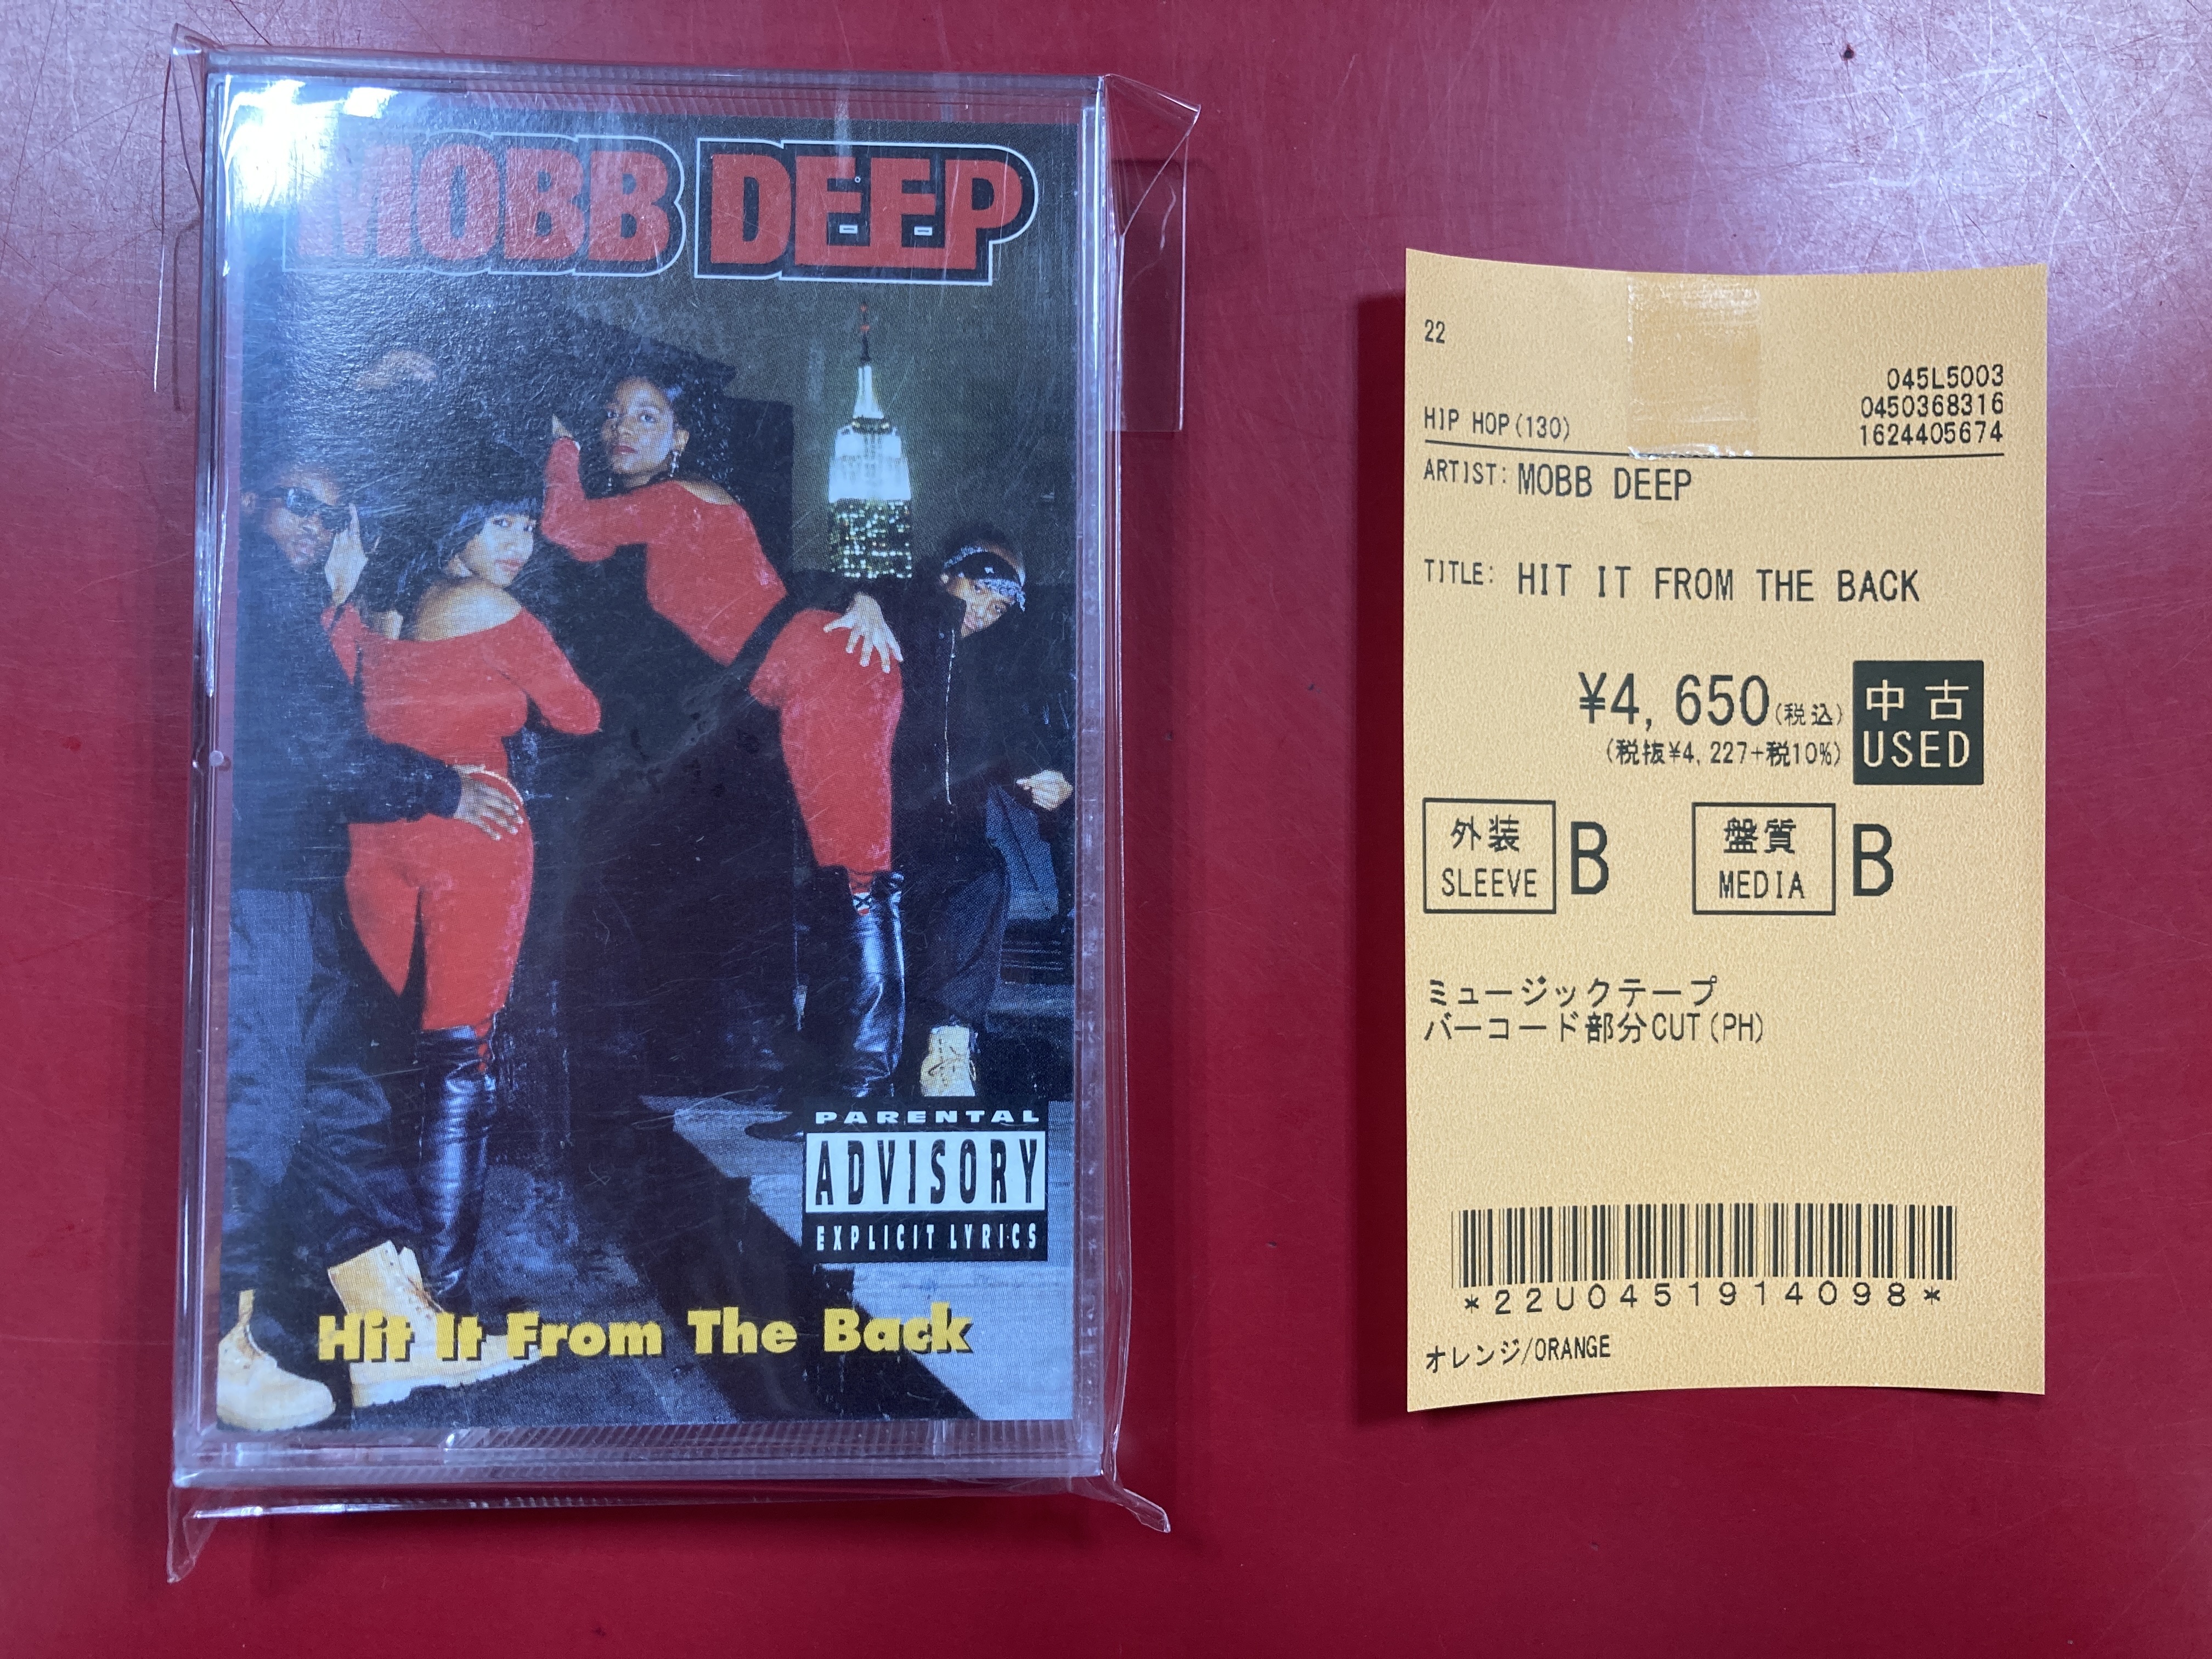 MOBB DEEP
PARENTAL
ADVISORY
EXPLICIT LYRICS
Hit It From The Back
22
045L5003
0450368316
HIP HOP(130)
1624405674
ARTIST: MOBB DEEP
TITLE: HIT IT FROM THE BACK
¥4, 650(税込)
(税抜¥4, 227+税10%)
中古
USED
外装
SLEEVE
B
盤質
MEDIA
B
ミュージックテープ
バーコード部分CUT(PH)
*22U0451914098*
オレンジ/ORANGE